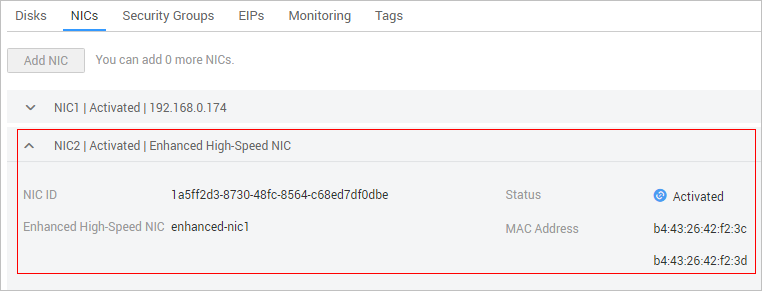 Disks NICs Security Groups EIPs Monitoring Tags
Add NIC You can add 0 more NICs.
NIC1 | Activated | 192.168.0.174
NIC2 | Activated | Enhanced High-Speed NIC
NIC ID 1a5ff2d3-8730-48fc-8564-c68ed7df0dbe Status Activated
Enhanced High-Speed NIC enhanced-nic1 MAC Address b4:43:26:42:f2:3c
b4:43:26:42:f2:3d